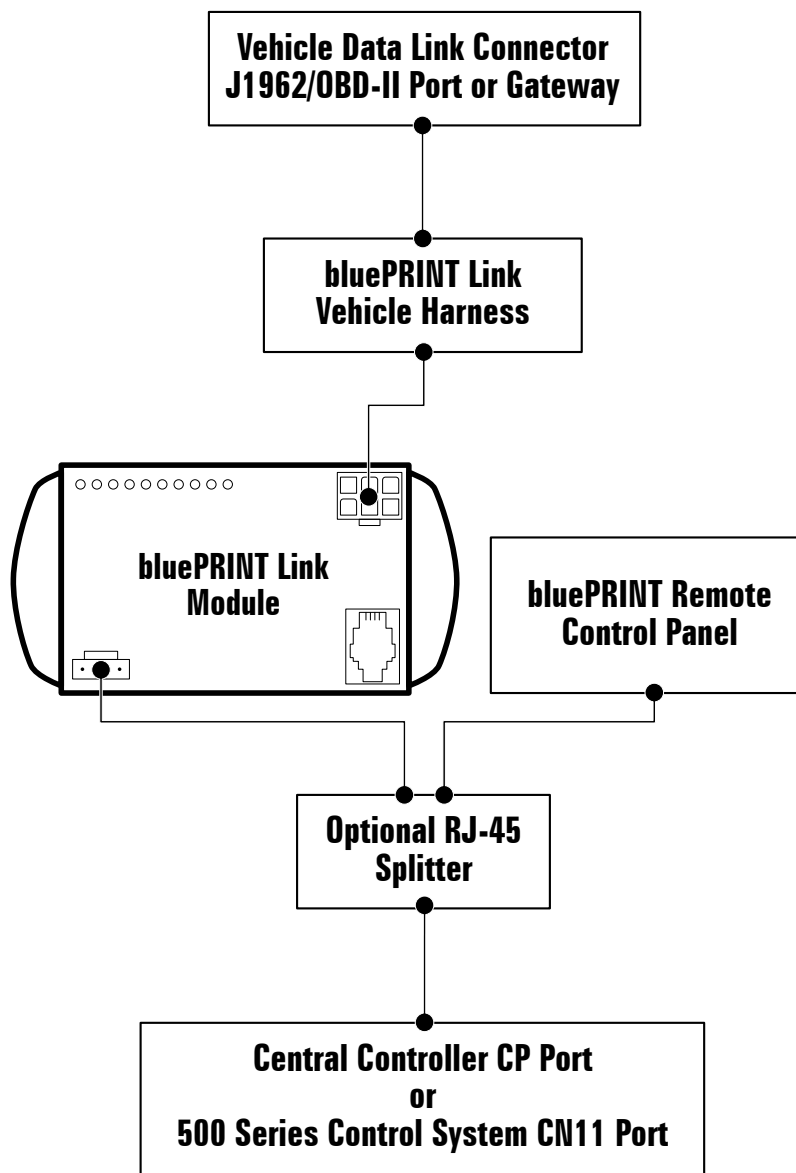 Vehicle Data Link Connector
J1962/OBD-II Port or Gateway
bluePRINT Link
Vehicle Harness
bluePRINT Link
Module
bluePRINT Remote
Control Panel
Optional RJ-45
Splitter
Central Controller CP Port
or
500 Series Control System CN11 Port